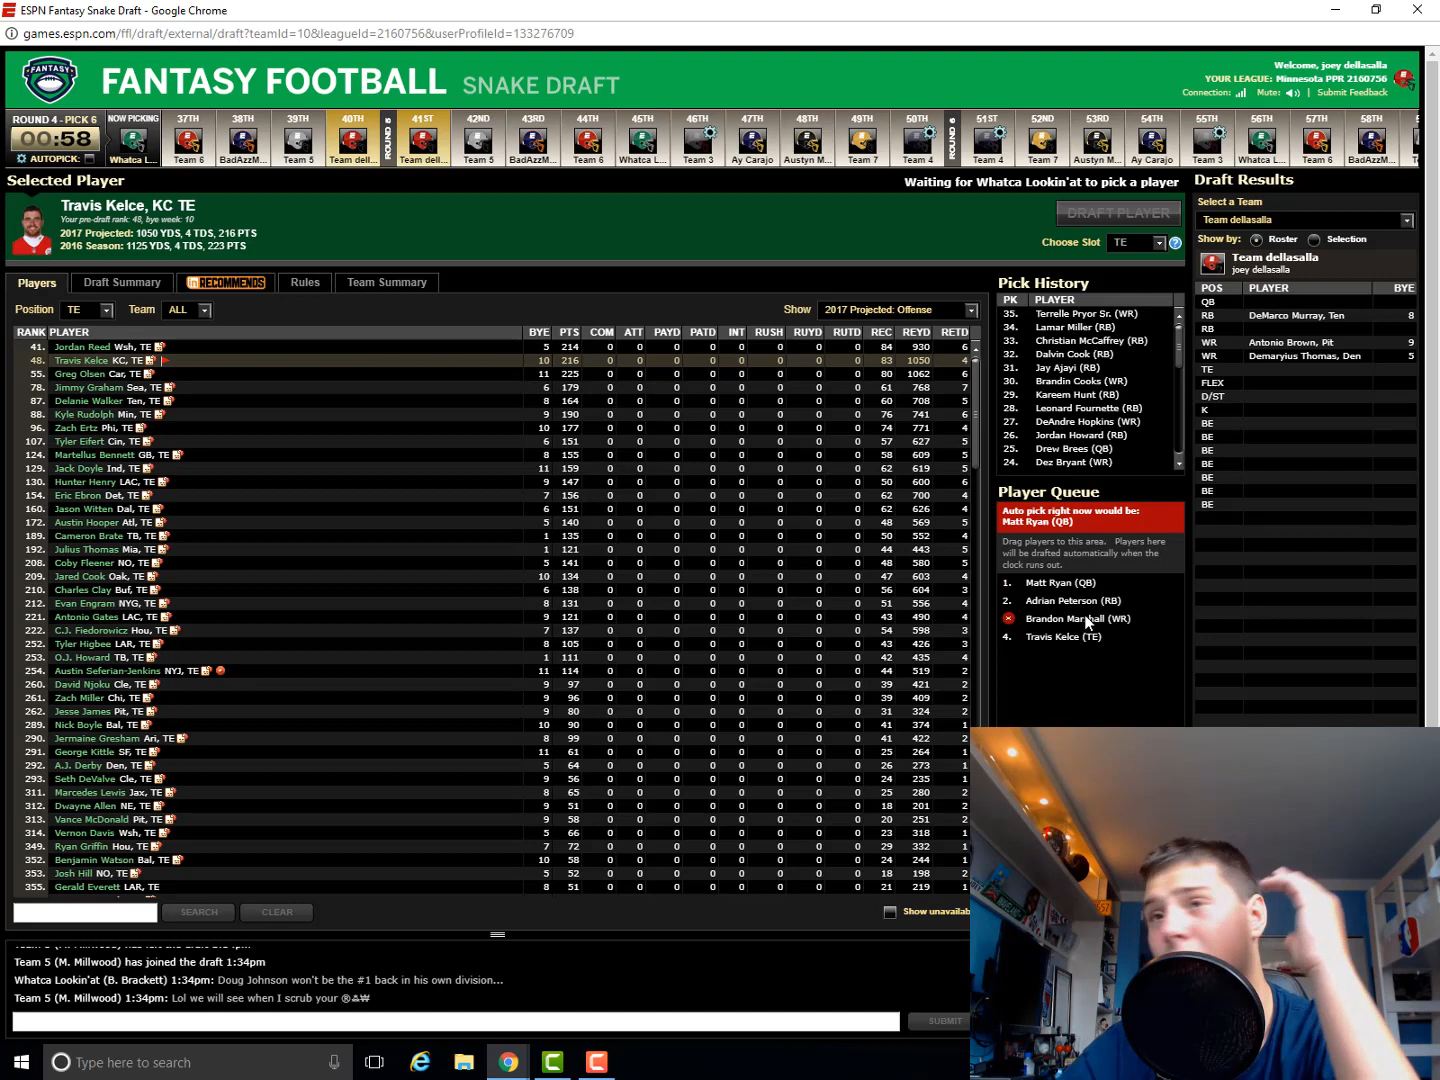 ESPN Fantasy Snake Draft - Google Chrome
games.espn.com/ffl/draft/external/draft?teamId=10&leagueId=2160756&userProfileId=133276709
FANTASY FOOTBALL SNAKE DRAFT
Welcome, joey dellasalla
YOUR LEAGUE: Minnesota PPR 2160756
Connection: Mute: | Submit Feedback
ROUND 4 - PICK 6
00:58
AUTOPICK:
NOW PICKING 37TH 38TH 39TH 40TH ROUND 5 41ST 42ND 43RD 44TH 45TH 46TH 47TH 48TH 49TH 50TH ROUND 6 51ST 52ND 53RD 54TH 55TH 56TH 57TH 58TH
Whatca L... Team 6 BadAzzM... Team 5 Team dell... Team dell... Team 5 BadAzzM... Team 6 Whatca L... Team 3 Ay Carajo Austyn M... Team 7 Team 4 Team 4 Team 7 Austyn M... Ay Carajo Team 3 Whatca L... Team 6 BadAzzM...
Selected Player
Waiting for Whatca Lookin'at to pick a player
Travis Kelce, KC TE
Your pre-draft rank: 48, bye week: 10
2017 Projected: 1050 YDS, 4 TDS, 216 PTS
2016 Season: 1125 YDS, 4 TDS, 223 PTS
DRAFT PLAYER
Choose Slot TE ?
Players Draft Summary in RECOMMENDS Rules Team Summary
Position TE Team ALL Show 2017 Projected: Offense
RANK PLAYER BYE PTS COM ATT PAYD PATD INT RUSH RUYD RUTD REC REYD RETD
41. Jordan Reed Wsh, TE 5 214 0 0 0 0 0 0 0 0 84 930 6
48. Travis Kelce KC, TE 10 216 0 0 0 0 0 0 0 0 83 1050 4
55. Greg Olsen Car, TE 11 225 0 0 0 0 0 0 0 0 80 1062 6
78. Jimmy Graham Sea, TE 6 179 0 0 0 0 0 0 0 0 61 768 7
87. Delanie Walker Ten, TE 8 164 0 0 0 0 0 0 0 0 60 708 5
88. Kyle Rudolph Min, TE 9 190 0 0 0 0 0 0 0 0 76 741 6
96. Zach Ertz Phi, TE 10 177 0 0 0 0 0 0 0 0 74 771 4
107. Tyler Eifert Cin, TE 6 151 0 0 0 0 0 0 0 0 57 627 5
124. Martellus Bennett GB, TE 8 155 0 0 0 0 0 0 0 0 58 609 5
129. Jack Doyle Ind, TE 11 159 0 0 0 0 0 0 0 0 62 619 5
130. Hunter Henry LAC, TE 9 147 0 0 0 0 0 0 0 0 50 600 6
154. Eric Ebron Det, TE 7 156 0 0 0 0 0 0 0 0 62 700 4
160. Jason Witten Dal, TE 6 151 0 0 0 0 0 0 0 0 62 626 4
172. Austin Hooper Atl, TE 5 140 0 0 0 0 0 0 0 0 48 569 5
189. Cameron Brate TB, TE 1 135 0 0 0 0 0 0 0 0 50 552 4
192. Julius Thomas Mia, TE 1 121 0 0 0 0 0 0 0 0 44 443 5
208. Coby Fleener NO, TE 5 141 0 0 0 0 0 0 0 0 48 580 5
209. Jared Cook Oak, TE 10 134 0 0 0 0 0 0 0 0 47 603 4
210. Charles Clay Buf, TE 6 138 0 0 0 0 0 0 0 0 56 604 3
212. Evan Engram NYG, TE 8 131 0 0 0 0 0 0 0 0 51 556 4
221. Antonio Gates LAC, TE 9 121 0 0 0 0 0 0 0 0 43 490 4
222. C.J. Fiedorowicz Hou, TE 7 137 0 0 0 0 0 0 0 0 54 598 3
252. Tyler Higbee LAR, TE 8 105 0 0 0 0 0 0 0 0 43 426 3
253. O.J. Howard TB, TE 1 111 0 0 0 0 0 0 0 0 42 435 4
254. Austin Seferian-Jenkins NYJ, TE 11 114 0 0 0 0 0 0 0 0 44 519 2
260. David Njoku Cle, TE 9 97 0 0 0 0 0 0 0 0 39 421 2
261. Zach Miller Chi, TE 9 96 0 0 0 0 0 0 0 0 39 409 2
262. Jesse James Pit, TE 9 80 0 0 0 0 0 0 0 0 31 324 2
289. Nick Boyle Bal, TE 10 90 0 0 0 0 0 0 0 0 41 374 1
290. Jermaine Gresham Ari, TE 8 99 0 0 0 0 0 0 0 0 41 422 2
291. George Kittle SF, TE 11 61 0 0 0 0 0 0 0 0 25 264 1
292. A.J. Derby Den, TE 5 64 0 0 0 0 0 0 0 0 26 273 1
293. Seth DeValve Cle, TE 9 56 0 0 0 0 0 0 0 0 24 235 1
311. Marcedes Lewis Jax, TE 8 65 0 0 0 0 0 0 0 0 25 280 2
312. Dwayne Allen NE, TE 9 51 0 0 0 0 0 0 0 0 18 201 2
313. Vance McDonald Pit, TE 9 58 0 0 0 0 0 0 0 0 20 251 2
314. Vernon Davis Wsh, TE 5 66 0 0 0 0 0 0 0 0 23 318 1
349. Ryan Griffin Hou, TE 7 72 0 0 0 0 0 0 0 0 29 332 1
352. Benjamin Watson Bal, TE 10 58 0 0 0 0 0 0 0 0 24 244 1
353. Josh Hill NO, TE 5 52 0 0 0 0 0 0 0 0 18 198 2
355. Gerald Everett LAR, TE 8 51 0 0 0 0 0 0 0 0 21 219 1
SEARCH CLEAR Show unavailab
Team 5 (M. Millwood) has joined the draft 1:34pm
Whatca Lookin'at (B. Brackett) 1:34pm: Doug Johnson won't be the #1 back in his own division...
Team 5 (M. Millwood) 1:34pm: Lol we will see when I scrub your
SUBMIT
Pick History
PK PLAYER
35. Terrelle Pryor Sr. (WR)
34. Lamar Miller (RB)
33. Christian McCaffrey (RB)
32. Dalvin Cook (RB)
31. Jay Ajayi (RB)
30. Brandin Cooks (WR)
29. Kareem Hunt (RB)
28. Leonard Fournette (RB)
27. DeAndre Hopkins (WR)
26. Jordan Howard (RB)
25. Drew Brees (QB)
24. Dez Bryant (WR)
Player Queue
Auto pick right now would be:
Matt Ryan (QB)
Drag players to this area. Players here
will be drafted automatically when the
clock runs out.
1. Matt Ryan (QB)
2. Adrian Peterson (RB)
Brandon Marshall (WR)
4. Travis Kelce (TE)
Draft Results
Select a Team
Team dellasalla
Show by: Roster Selection
Team dellasalla
joey dellasalla
POS PLAYER BYE
QB
RB DeMarco Murray, Ten 8
RB
WR Antonio Brown, Pit 9
WR Demaryius Thomas, Den 5
TE
FLEX
D/ST
K
BE
BE
BE
BE
BE
BE
BE
Type here to search